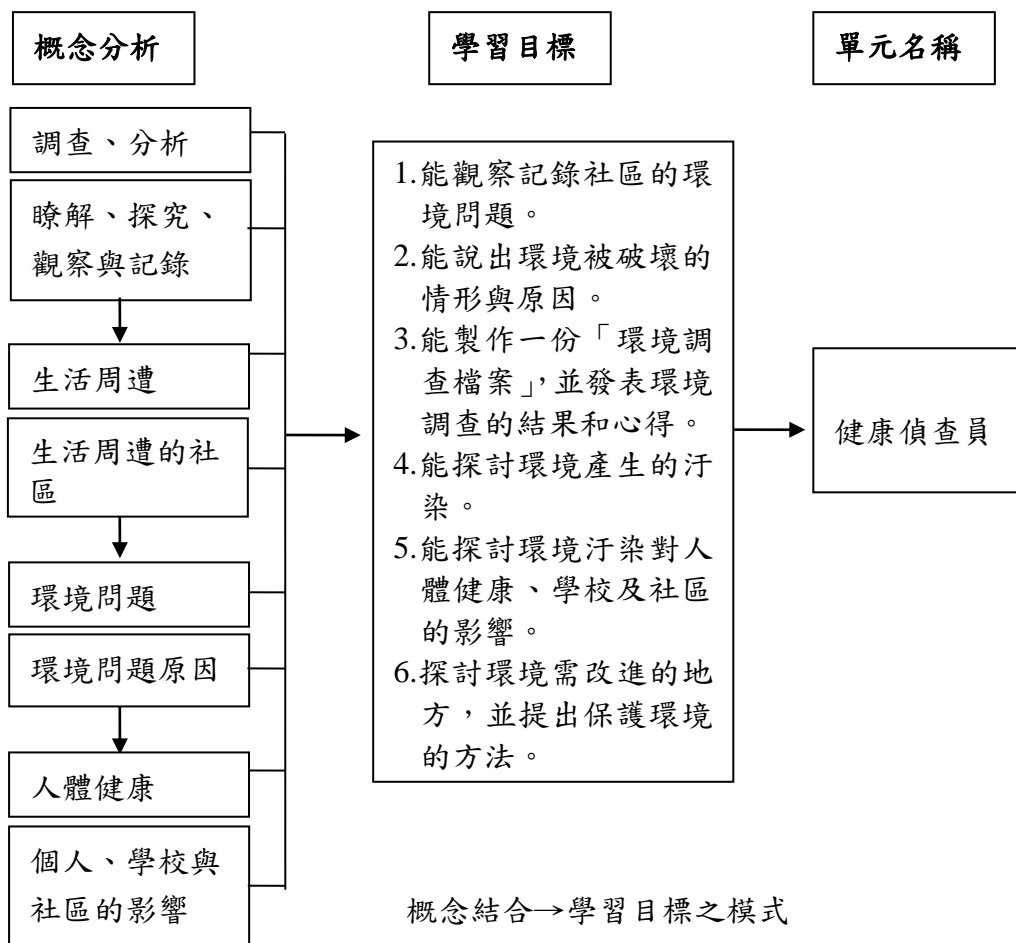 概念分析
學習目標
單元名稱
調查、分析
瞭解、探究、
觀察與記錄
生活周遭
生活周遭的社
區
環境問題
環境問題原因
人體健康
個人、學校與
社區的影響
1.能觀察記錄社區的環
境問題。
2.能說出環境被破壞的
情形與原因。
3.能製作一份「環境調
查檔案」，並發表環境
調查的結果和心得。
4.能探討環境產生的汙
染。
5.能探討環境汙染對人
體健康、學校及社區
的影響。
6.探討環境需改進的地
方，並提出保護環境
的方法。
健康偵查員
概念結合→學習目標之模式